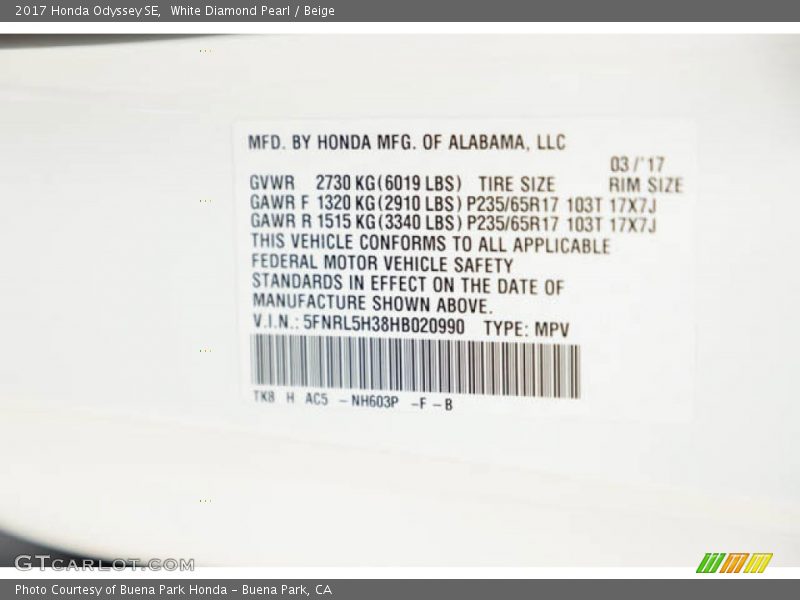 2017 Honda Odyssey SE, White Diamond Pearl / Beige
MFD. BY HONDA MFG. OF ALABAMA, LLC
03/'17
GVWR 2730 KG(6019 LBS) TIRE SIZE RIM SIZE
GAWR F 1320 KG(2910 LBS) P235/65R17 103T 17X7J
GAWR R 1515 KG(3340 LBS) P235/65R17 103T 17X7J
THIS VEHICLE CONFORMS TO ALL APPLICABLE
FEDERAL MOTOR VEHICLE SAFETY
STANDARDS IN EFFECT ON THE DATE OF
MANUFACTURE SHOWN ABOVE.
V.I.N.: 5FNRL5H38HB020990 TYPE: MPV
TK8 H AC5 -NH603P -F-B
GTCARLOT.COM
Photo Courtesy of Buena Park Honda - Buena Park, CA